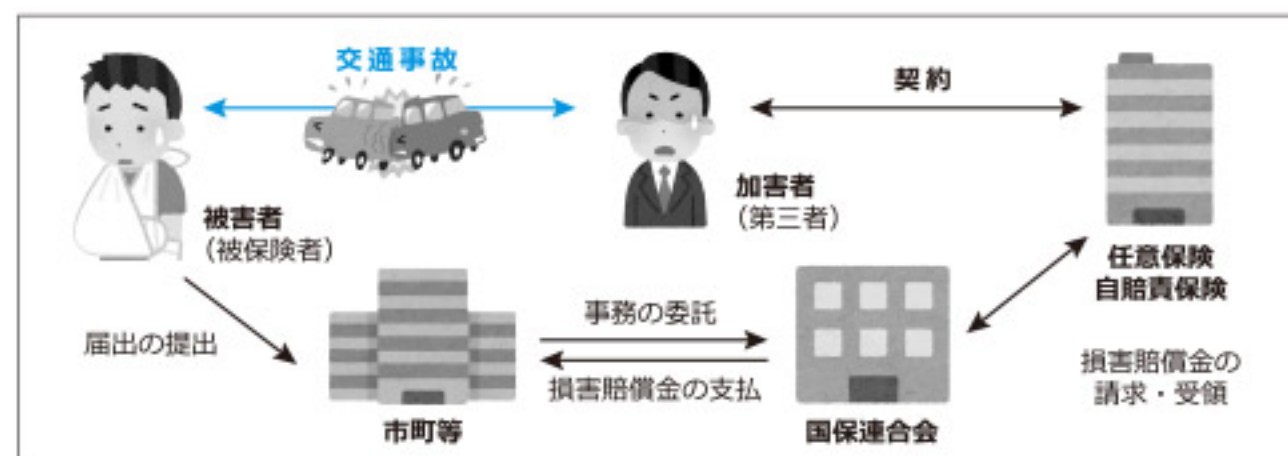 交通事故
契約
被害者
（被保険者）
加害者
（第三者）
任意保険
自賠責保険
届出の提出
事務の委託
損害賠償金の支払
損害賠償金の
請求・受領
市町等
国保連合会